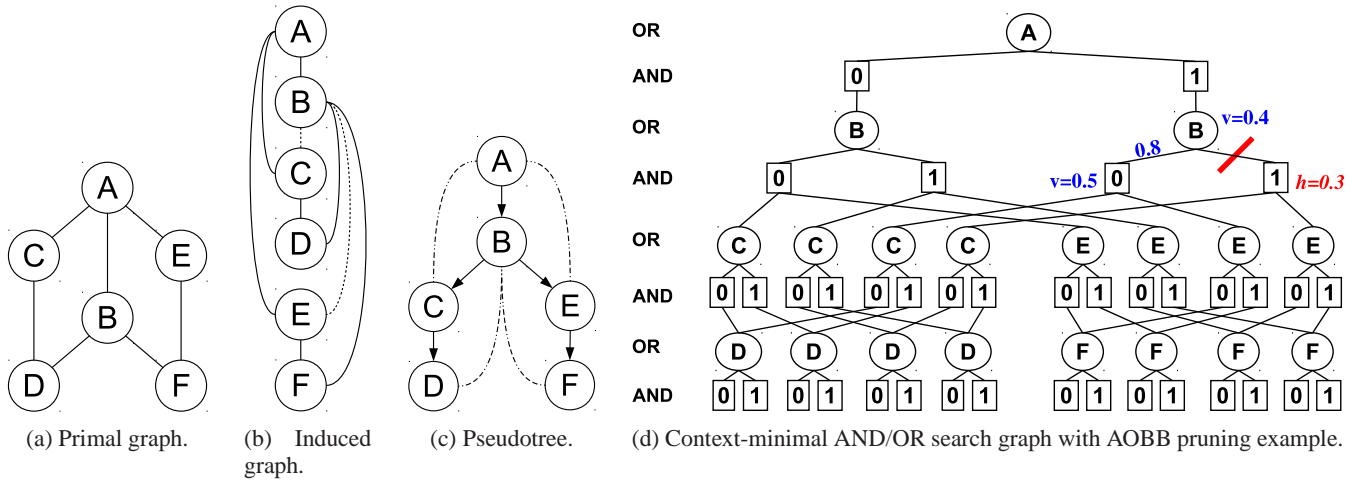 A
C
E
B
D
F
(a) Primal graph.
A
B
C
D
E
F
(b) Induced
graph.
A
B
C
E
D
F
(c) Pseudotree.
OR
A
AND
0 1
OR
B B v=0.4
0.8
AND
0 1 v=0.5 0 1 h=0.3
OR
C C C C E E E E
AND
0 1 0 1 0 1 0 1 0 1 0 1 0 1 0 1
OR
D D D D F F F F
AND
0 1 0 1 0 1 0 1 0 1 0 1 0 1 0 1
(d) Context-minimal AND/OR search graph with AOBB pruning example.